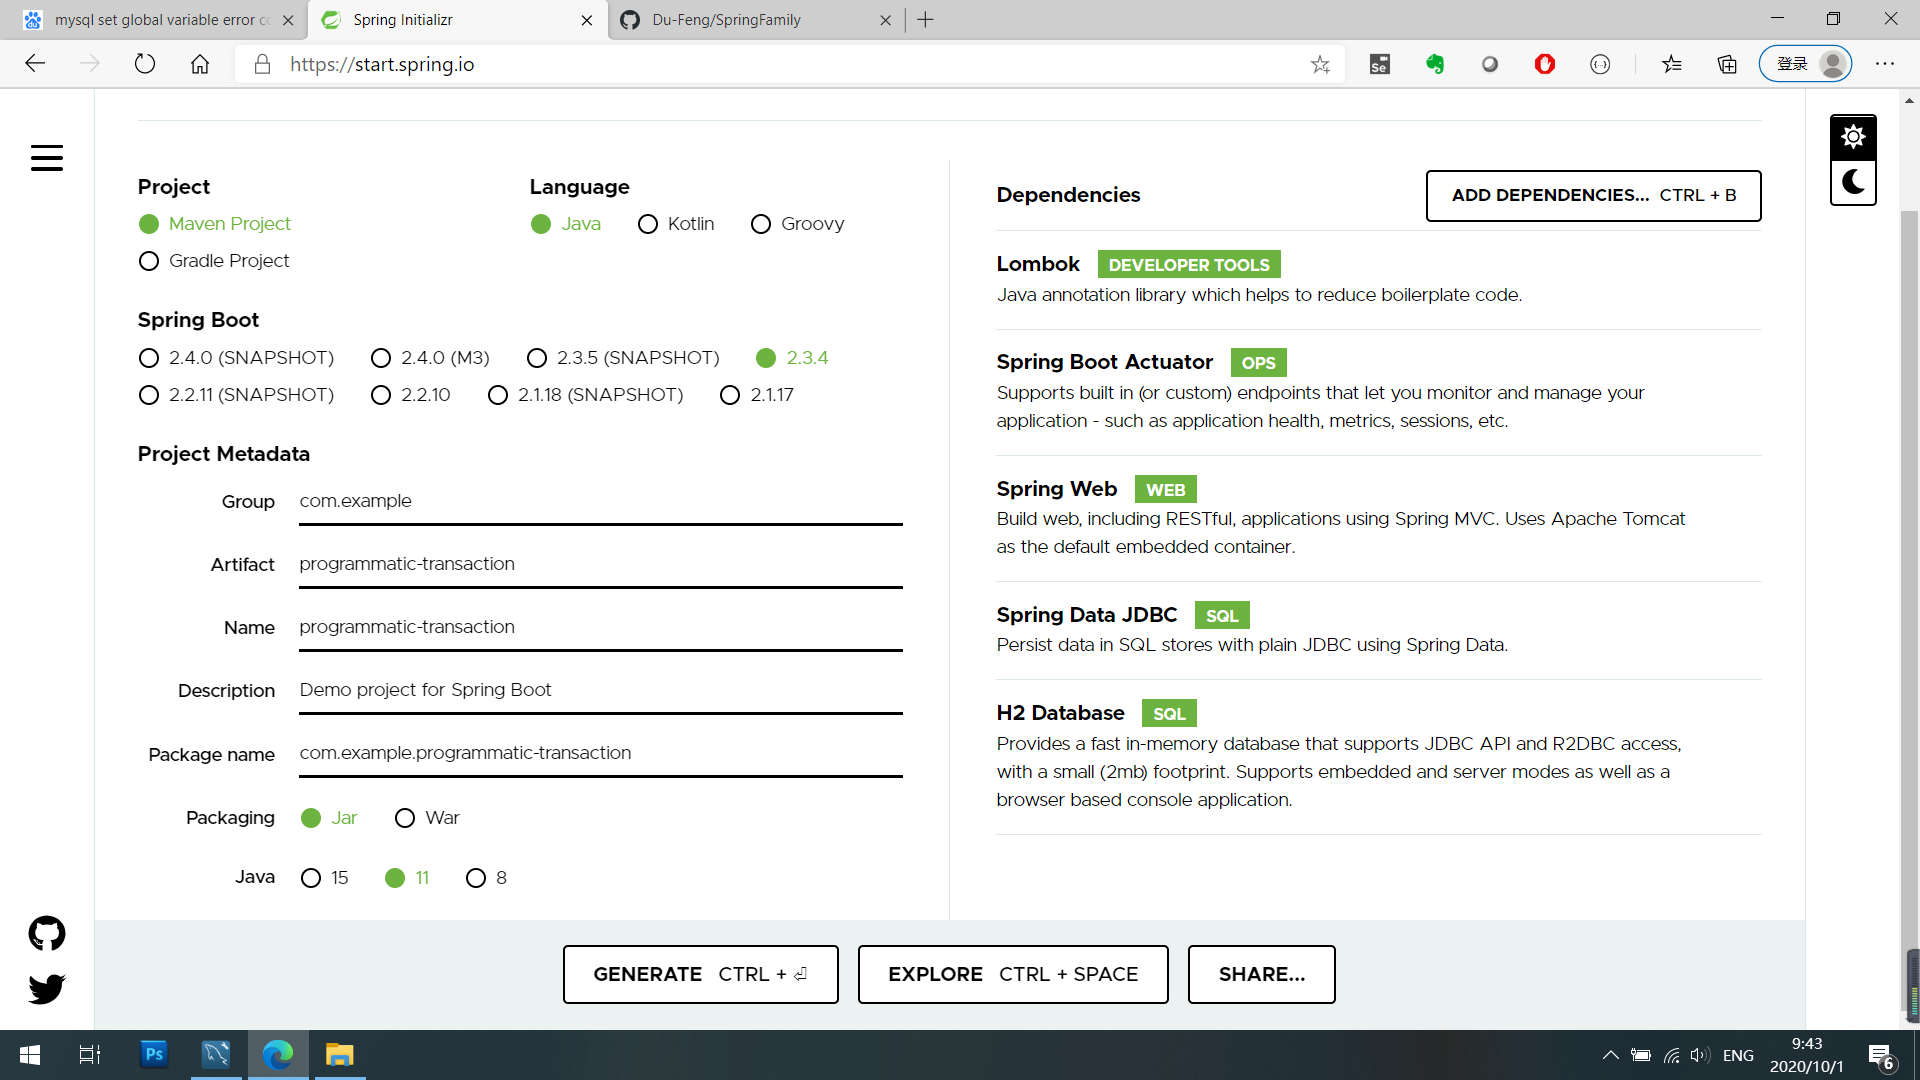 mysql set global variable error co
Spring Initializr
Du-Feng/SpringFamily
https://start.spring.io
Se
登录
Project
Maven Project
Gradle Project
Language
Java
Kotlin
Groovy
Spring Boot
2.4.0 (SNAPSHOT)
2.4.0 (M3)
2.3.5 (SNAPSHOT)
2.3.4
2.2.11 (SNAPSHOT)
2.2.10
2.1.18 (SNAPSHOT)
2.1.17
Project Metadata
Group
com.example
Artifact
programmatic-transaction
Name
programmatic-transaction
Description
Demo project for Spring Boot
Package name
com.example.programmatic-transaction
Packaging
Jar
War
Java
15
11
8
Dependencies
ADD DEPENDENCIES... CTRL + B
Lombok DEVELOPER TOOLS
Java annotation library which helps to reduce boilerplate code.
Spring Boot Actuator OPS
Supports built in (or custom) endpoints that let you monitor and manage your
application - such as application health, metrics, sessions, etc.
Spring Web WEB
Build web, including RESTful, applications using Spring MVC. Uses Apache Tomcat
as the default embedded container.
Spring Data JDBC SQL
Persist data in SQL stores with plain JDBC using Spring Data.
H2 Database SQL
Provides a fast in-memory database that supports JDBC API and R2DBC access,
with a small (2mb) footprint. Supports embedded and server modes as well as a
browser based console application.
GENERATE CTRL + ⏎
EXPLORE CTRL + SPACE
SHARE...
Ps
ENG
9:43
2020/10/1
6